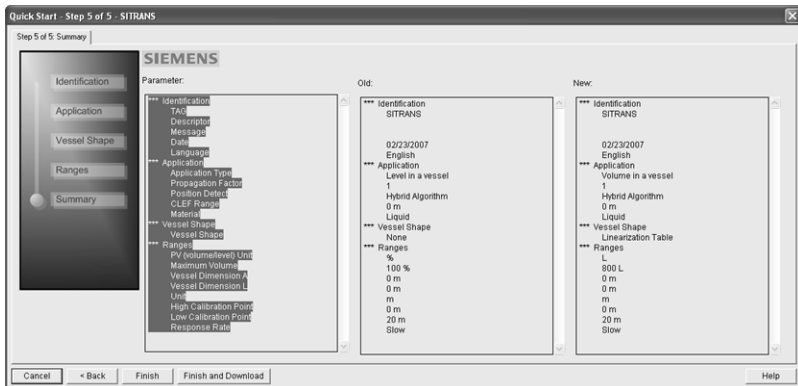 Quick Start - Step 5 of 5 - SITRANS
Step 5 of 5: Summary
SIEMENS
Identification
Application
Vessel Shape
Ranges
Summary
Parameter:
*** Identification
TAG
Descriptor
Message
Date
Language
*** Application
Application Type
Propagation Factor
Position Detect
CLEF Range
Material
*** Vessel Shape
Vessel Shape
*** Ranges
PV (volume/level) Unit
Maximum Volume
Vessel Dimension A
Vessel Dimension L
Unit
High Calibration Point
Low Calibration Point
Response Rate
Old:
*** Identification
SITRANS
02/23/2007
English
*** Application
Level in a vessel
1
Hybrid Algorithm
0 m
Liquid
*** Vessel Shape
None
*** Ranges
%
100 %
0 m
0 m
m
0 m
20 m
Slow
New:
*** Identification
SITRANS
02/23/2007
English
*** Application
Volume in a vessel
1
Hybrid Algorithm
0 m
Liquid
*** Vessel Shape
Linearization Table
*** Ranges
L
800 L
0 m
0 m
m
0 m
20 m
Slow
Cancel
< Back
Finish
Finish and Download
Help